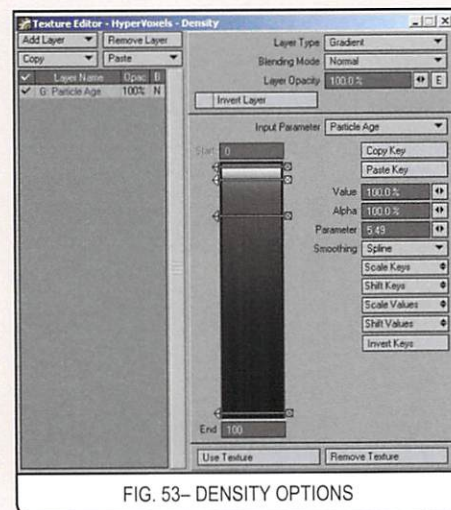 Texture Editor - HyperVoxels - Density
Add Layer Remove Layer
Copy Paste
Layer Name Opac B
G: Particle Age 100% N
Layer Type Gradient
Blending Mode Normal
Layer Opacity 100.0 % E
Invert Layer
Input Parameter Particle Age
Start 0
Copy Key
Paste Key
Value 100.0 %
Alpha 100.0 %
Parameter 5.49
Smoothing Spline
Scale Keys
Shift Keys
Scale Values
Shift Values
Invert Keys
End 100
Use Texture Remove Texture
FIG. 53– DENSITY OPTIONS